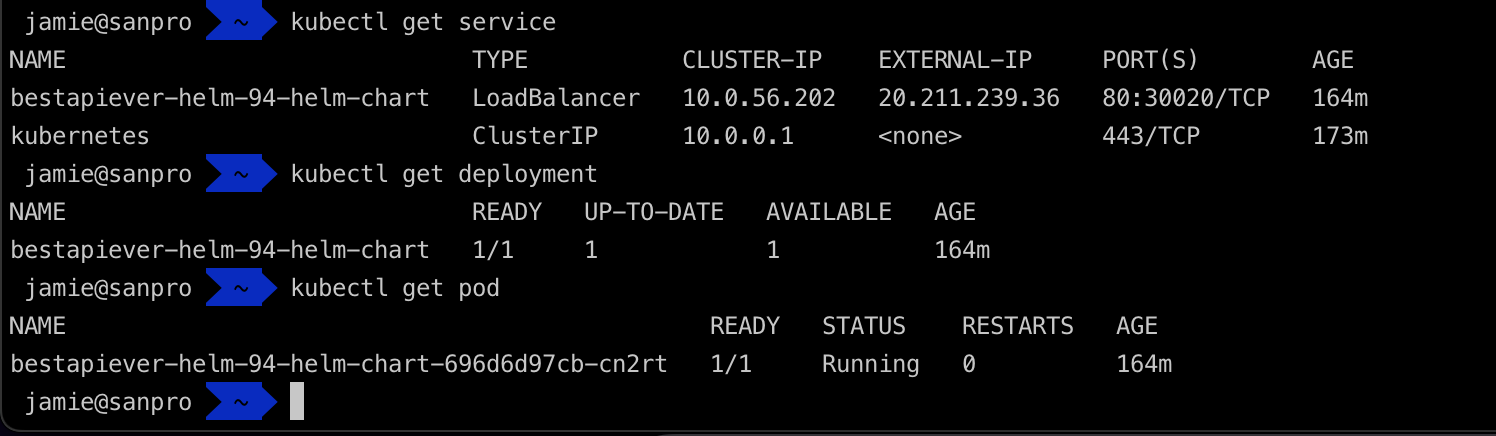 jamie@sanpro ~ kubectl get service
NAME TYPE CLUSTER-IP EXTERNAL-IP PORT(S) AGE
bestapiever-helm-94-helm-chart LoadBalancer 10.0.56.202 20.211.239.36 80:30020/TCP 164m
kubernetes ClusterIP 10.0.0.1 <none> 443/TCP 173m
jamie@sanpro ~ kubectl get deployment
NAME READY UP-TO-DATE AVAILABLE AGE
bestapiever-helm-94-helm-chart 1/1 1 1 164m
jamie@sanpro ~ kubectl get pod
NAME READY STATUS RESTARTS AGE
bestapiever-helm-94-helm-chart-696d6d97cb-cn2rt 1/1 Running 0 164m
jamie@sanpro ~